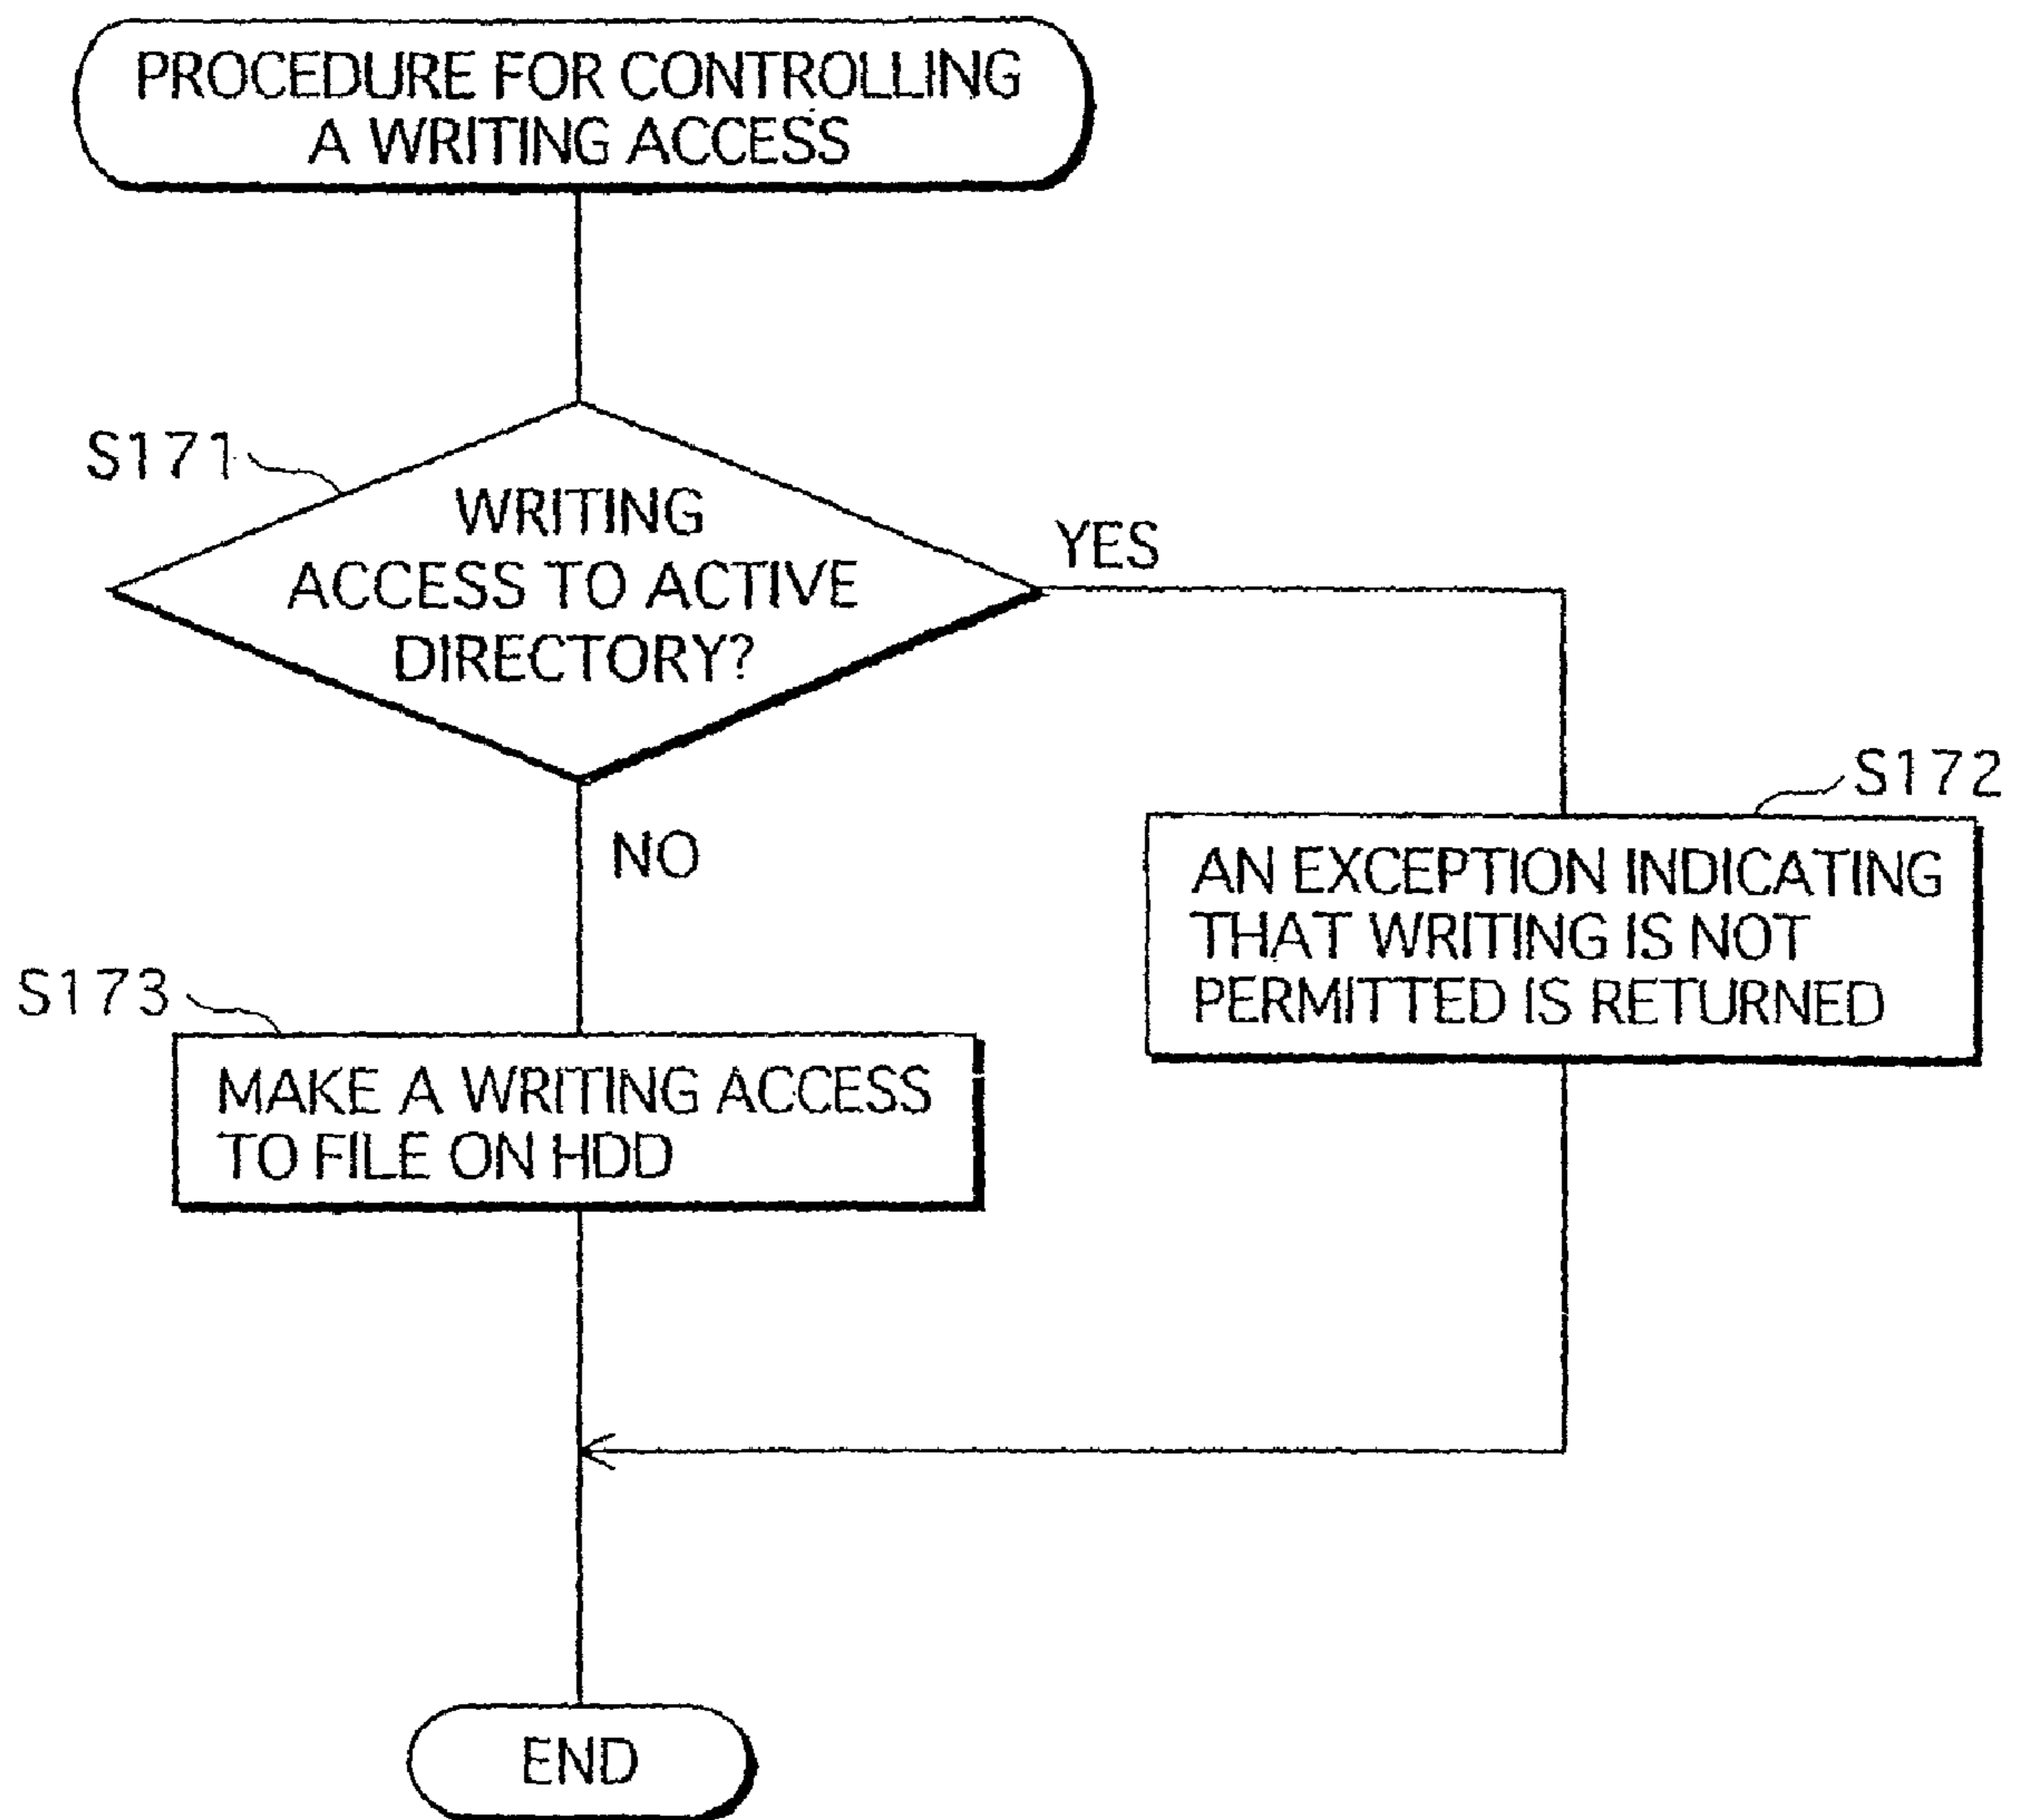 PROCEDURE FOR CONTROLLING
A WRITING ACCESS
S171
WRITING
ACCESS TO ACTIVE
DIRECTORY?
YES
NO
S172
AN EXCEPTION INDICATING
THAT WRITING IS NOT
PERMITTED IS RETURNED
S173
MAKE A WRITING ACCESS
TO FILE ON HDD
END